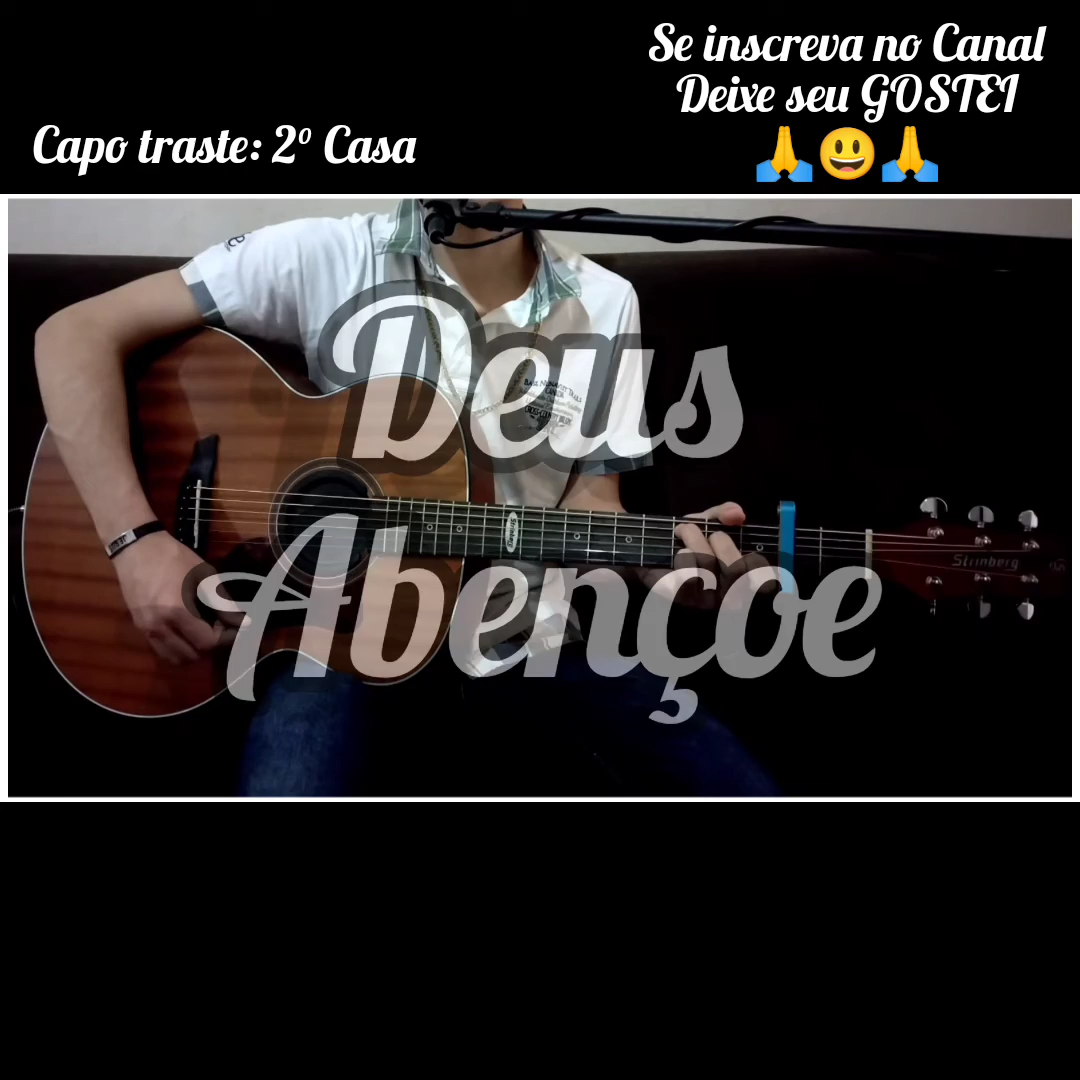 Se inscreva no Canal
Deixe seu GOSTEI
🙏😃🙏
Capo traste: 2º Casa
Deus
Abençoe
Strinberg
Strinberg